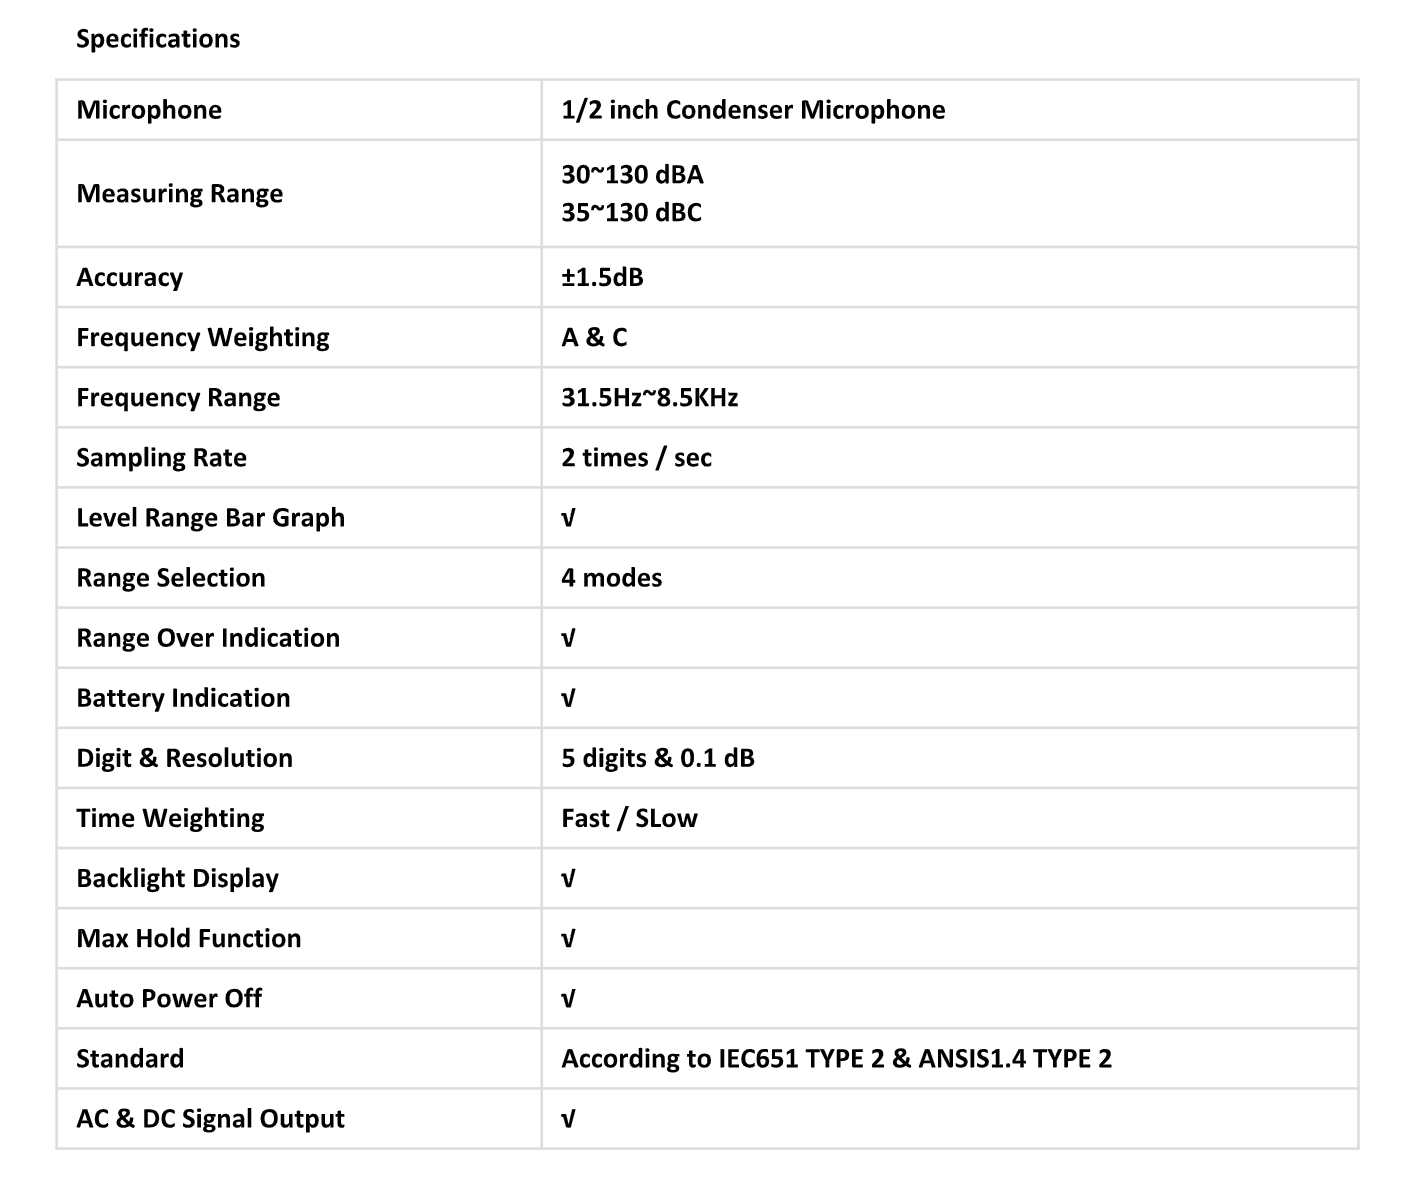 Specifications
Microphone 1/2 inch Condenser Microphone
Measuring Range 30~130 dBA
35~130 dBC
Accuracy ±1.5dB
Frequency Weighting A & C
Frequency Range 31.5Hz~8.5KHz
Sampling Rate 2 times / sec
Level Range Bar Graph √
Range Selection 4 modes
Range Over Indication √
Battery Indication √
Digit & Resolution 5 digits & 0.1 dB
Time Weighting Fast / SLow
Backlight Display √
Max Hold Function √
Auto Power Off √
Standard According to IEC651 TYPE 2 & ANSIS1.4 TYPE 2
AC & DC Signal Output √